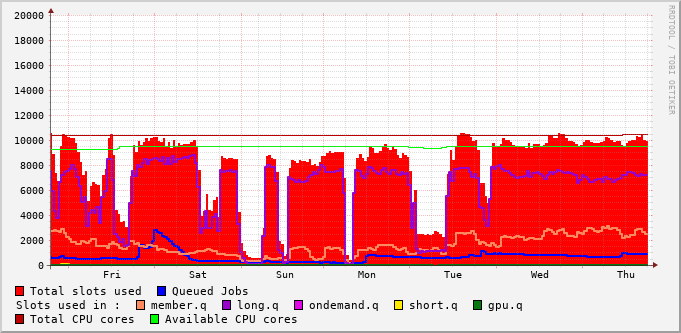 20000
18000
16000
14000
12000
10000
8000
6000
4000
2000
0
Fri Sat Sun Mon Tue Wed Thu
RRDTOOL / TOBI OETIKER
Total slots used Queued Jobs
Slots used in : member.q long.q ondemand.q short.q gpu.q
Total CPU cores Available CPU cores